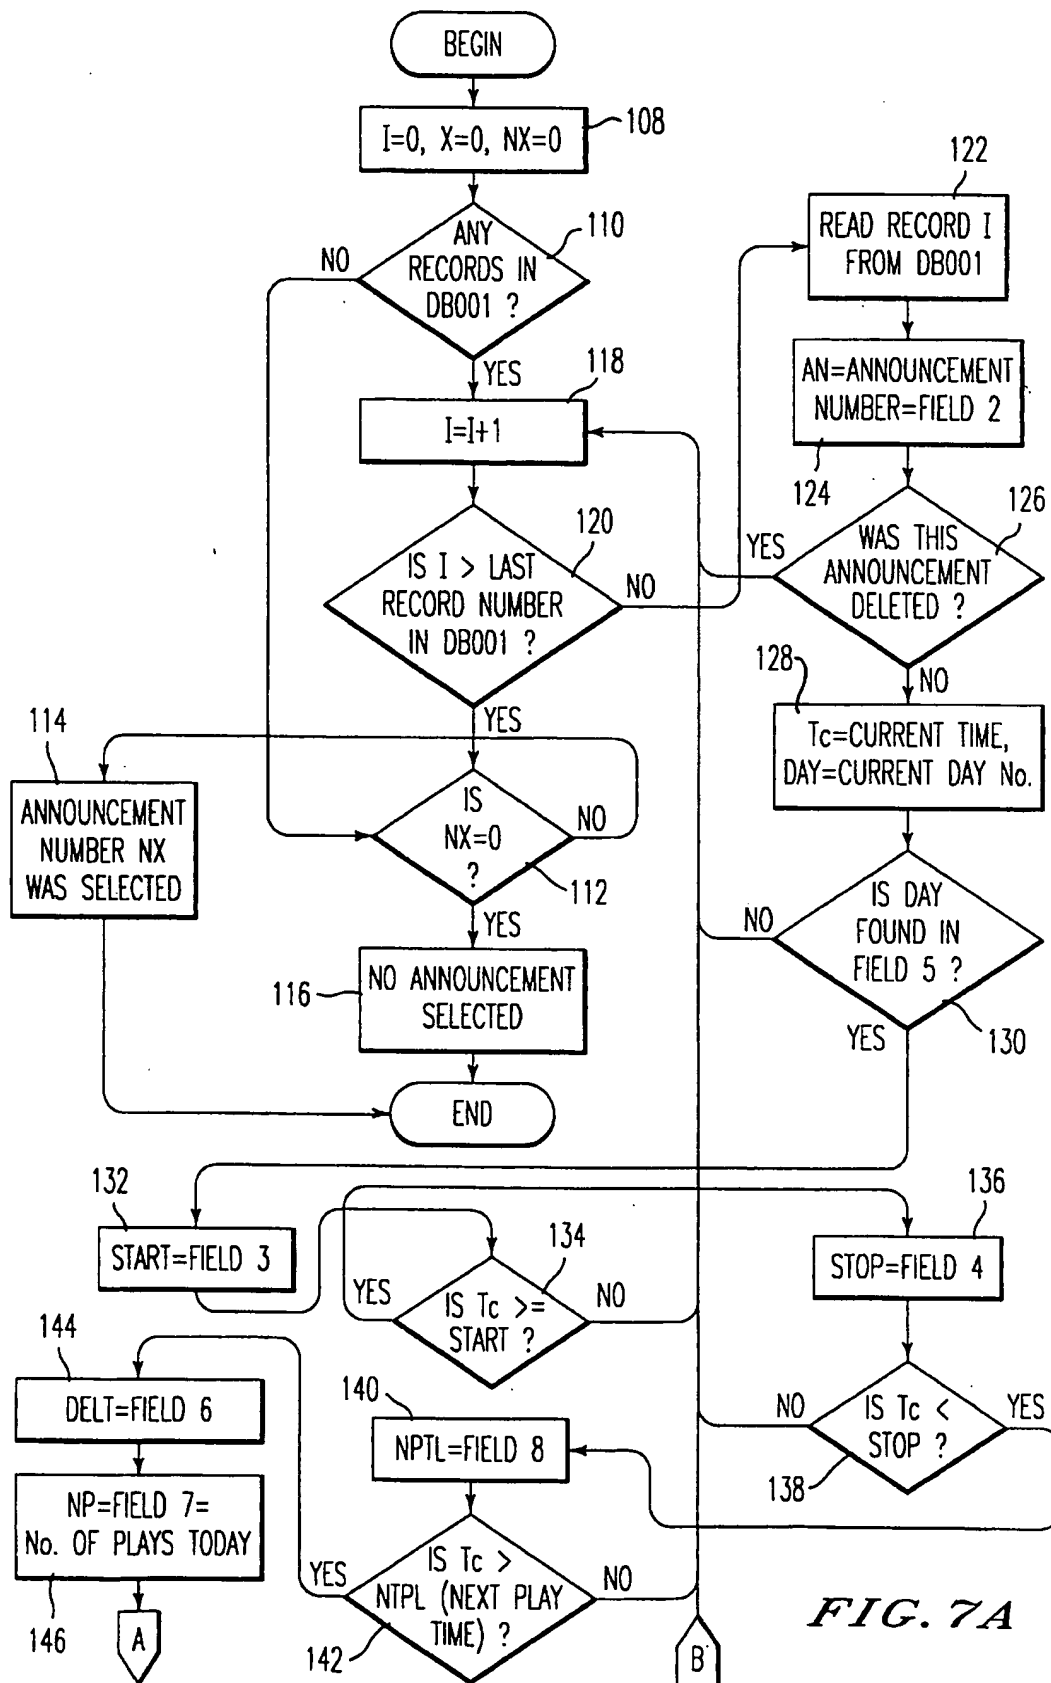 BEGIN
I=0, X=0, NX=0
108
ANY
RECORDS IN
DB001 ?
110
NO
YES
I=I+1
118
IS I > LAST
RECORD NUMBER
IN DB001 ?
120
NO
YES
IS
NX=0
?
112
NO
YES
114
ANNOUNCEMENT
NUMBER NX
WAS SELECTED
116
NO ANNOUNCEMENT
SELECTED
END
122
READ RECORD I
FROM DB001
AN=ANNOUNCEMENT
NUMBER=FIELD 2
124
126
YES
WAS THIS
ANNOUNCEMENT
DELETED ?
NO
128
Tc=CURRENT TIME,
DAY=CURRENT DAY No.
NO
IS DAY
FOUND IN
FIELD 5 ?
YES
130
132
START=FIELD 3
134
YES
IS Tc >=
START ?
NO
136
STOP=FIELD 4
NO
IS Tc <
STOP ?
YES
138
140
NPTL=FIELD 8
YES
IS Tc >
NTPL (NEXT PLAY
TIME) ?
NO
142
144
DELT=FIELD 6
NP=FIELD 7=
No. OF PLAYS TODAY
146
A
B
FIG. 7A